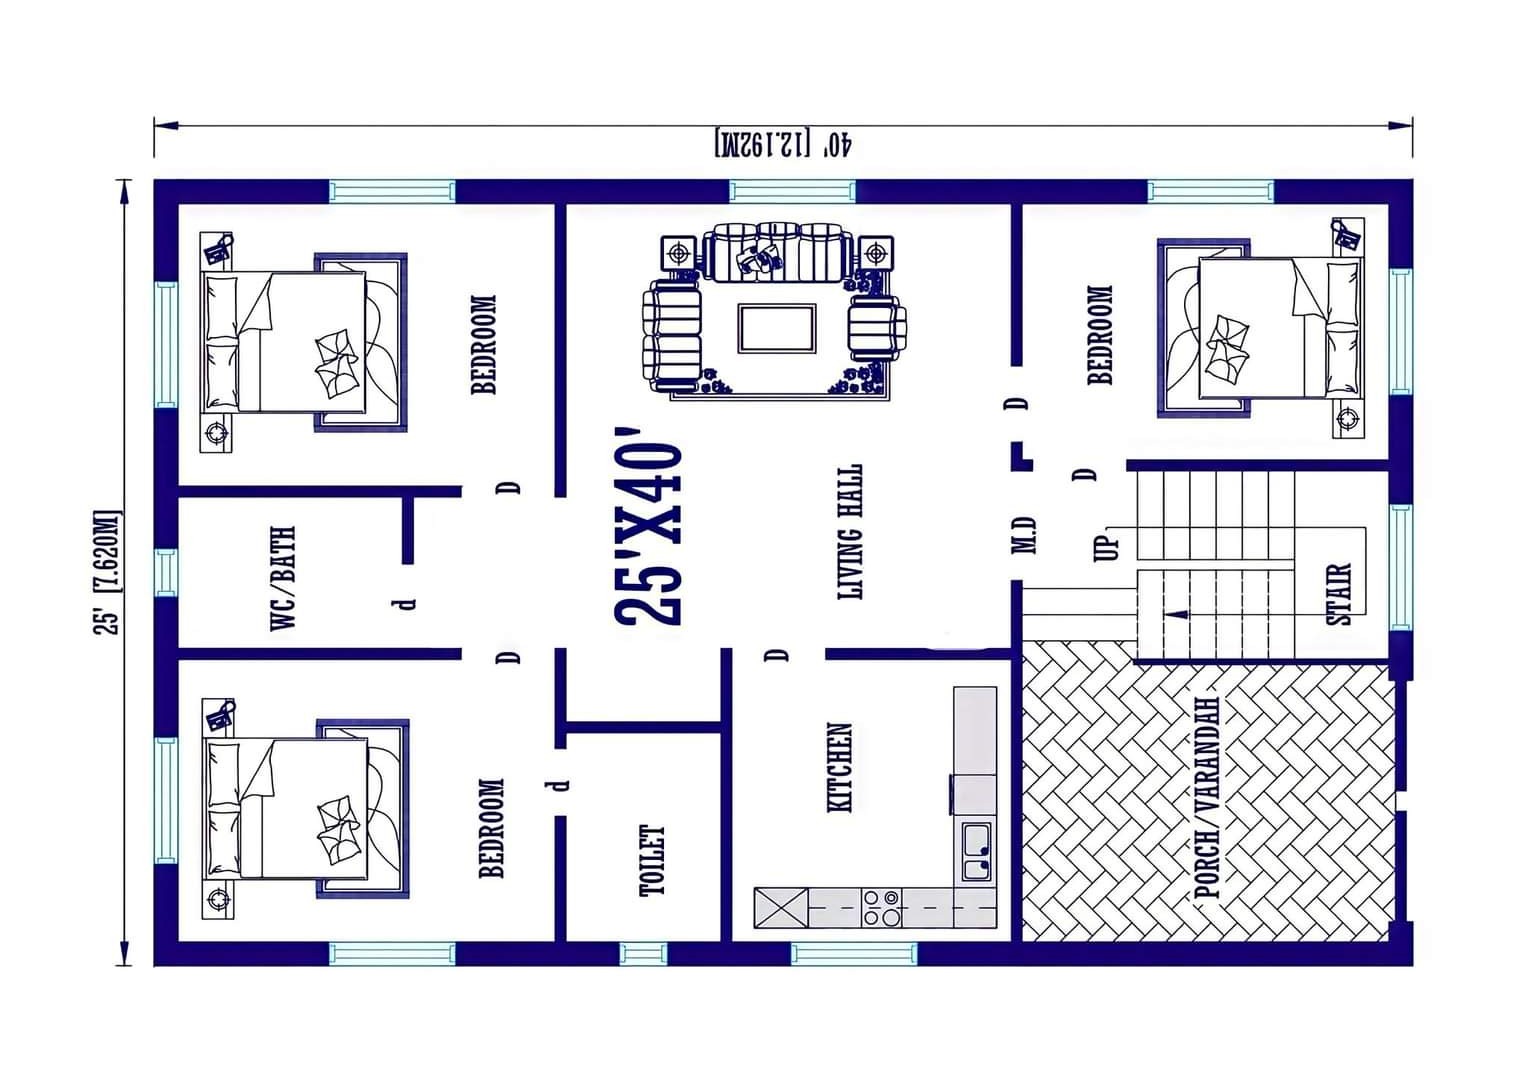 40' [12.192M]
25' [7.620M]
BEDROOM
BEDROOM
D
D
D
25'X40'
LIVING HALL
M.D
UP
WC/BATH
d
STAIR
D
D
BEDROOM
d
TOILET
KITCHEN
PORCH/VARANDAH